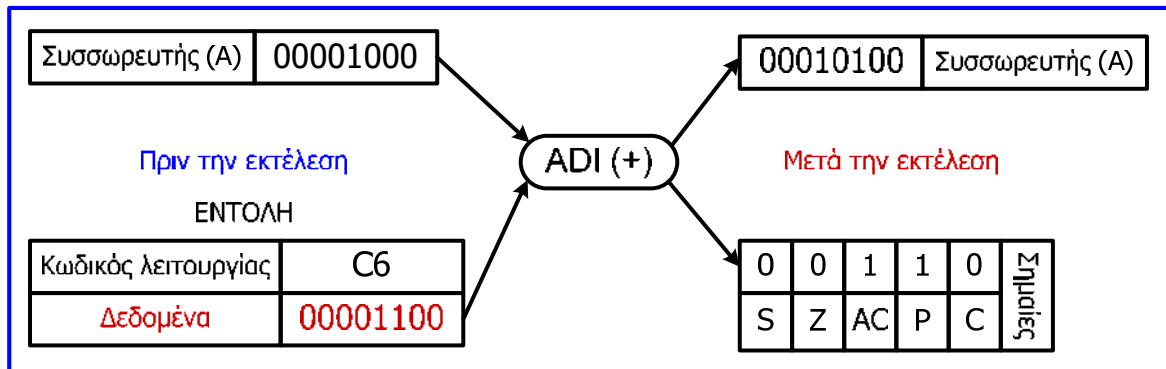 Συσσωρευτής (Α) 00001000
00010100 Συσσωρευτής (Α)
Πριν την εκτέλεση
ADI (+)
Μετά την εκτέλεση
ΕΝΤΟΛΗ
Κωδικός λειτουργίας C6
Δεδομένα 00001100
0 0 1 1 0
S Z AC P C
Σημαίες